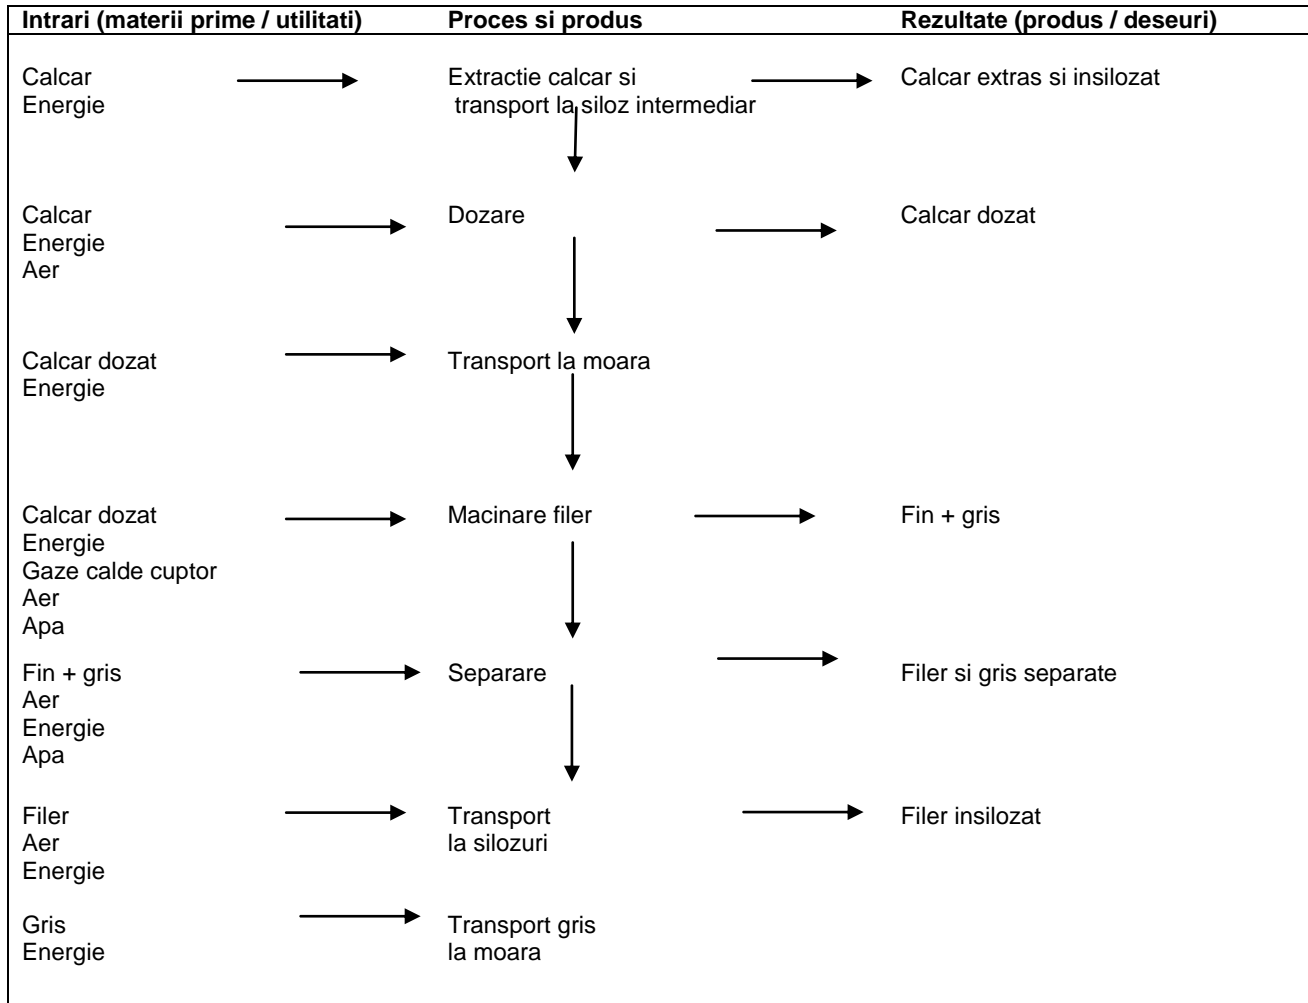 Intrari (materii prime / utilitati) Proces si produs Rezultate (produs / deseuri)
Calcar Extractie calcar si Calcar extras si insilozat
Energie transport la siloz intermediar
Calcar Dozare Calcar dozat
Energie
Aer
Calcar dozat Transport la moara
Energie
Calcar dozat Macinare filer Fin + gris
Energie
Gaze calde cuptor
Aer
Apa
Fin + gris Separare Filer si gris separate
Aer
Energie
Apa
Filer Transport Filer insilozat
Aer la silozuri
Energie
Gris Transport gris
Energie la moara